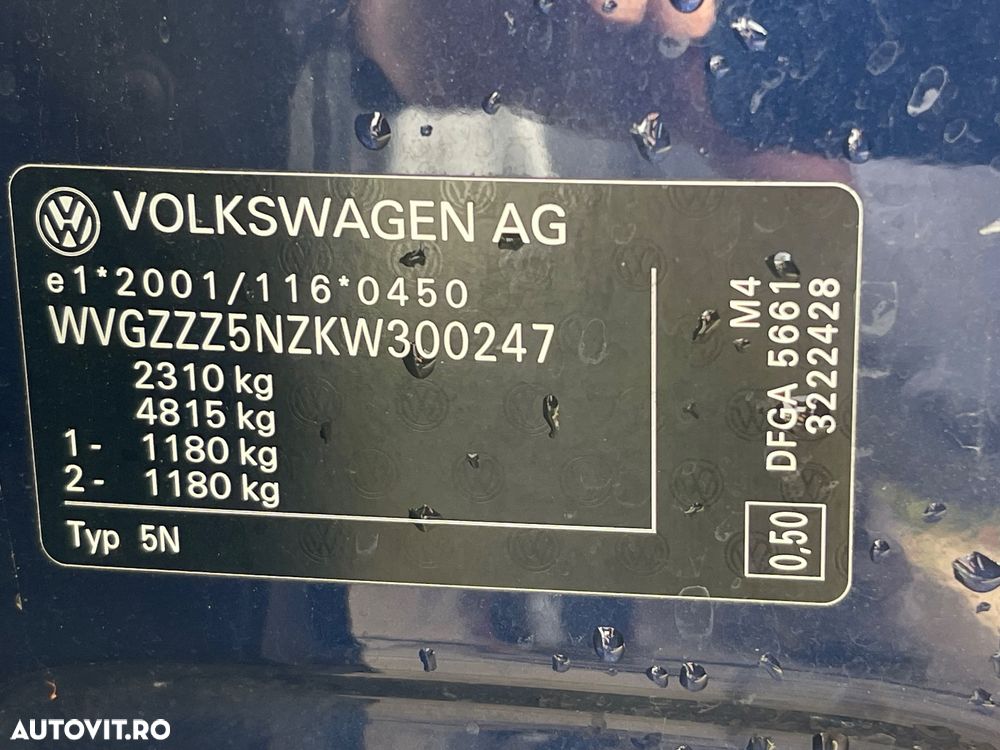 VOLKSWAGEN AG
e1*2001/116*0450
WVGZZZ5NZKW300247
2310 kg
4815 kg
1- 1180 kg
2- 1180 kg
Typ 5N
M4
DFGA 5661
3222428
0,50
AUTOVIT.RO